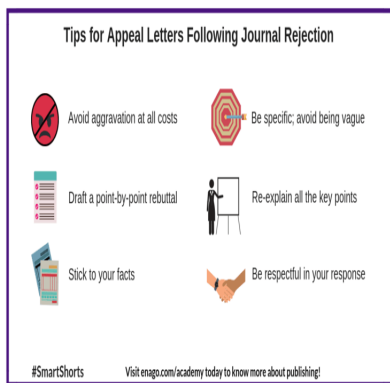 Tips for Appeal Letters Following Journal Rejection
Avoid aggravation at all costs
Be specific; avoid being vague
Draft a point-by-point rebuttal
Re-explain all the key points
Stick to your facts
Be respectful in your response
#SmartShorts
Visit enago.com/academy today to know more about publishing!